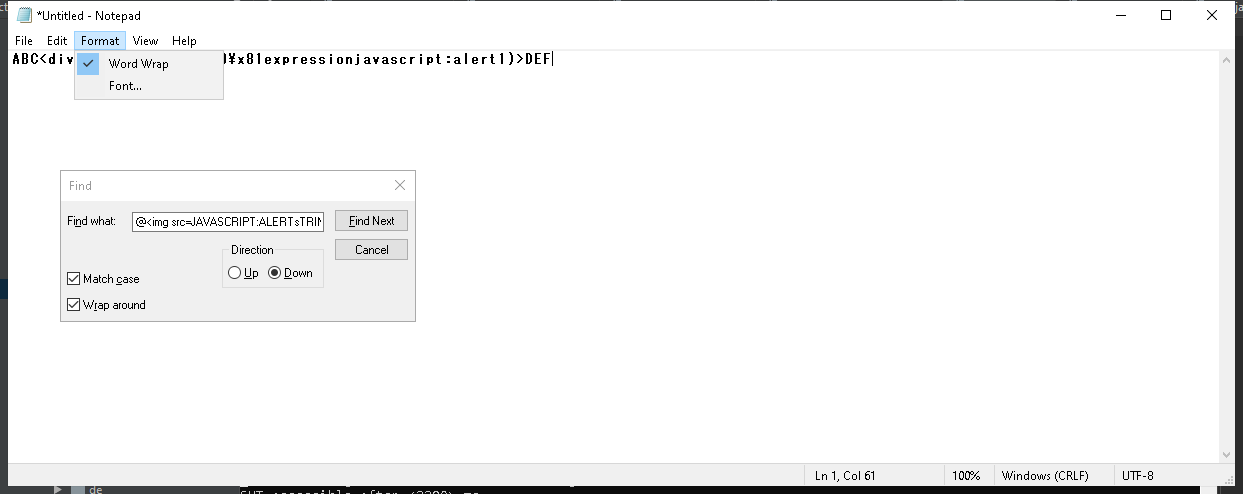 *Untitled - Notepad
File Edit Format View Help
ABC<div )¥x81expressionjavascript:alert1)>DEF
Word Wrap
Font...
Find
Find what: @<img src=JAVASCRIPT:ALERTsTRIN
Find Next
Direction
Cancel
Up Down
Match case
Wrap around
Ln 1, Col 61 100% Windows (CRLF) UTF-8
de